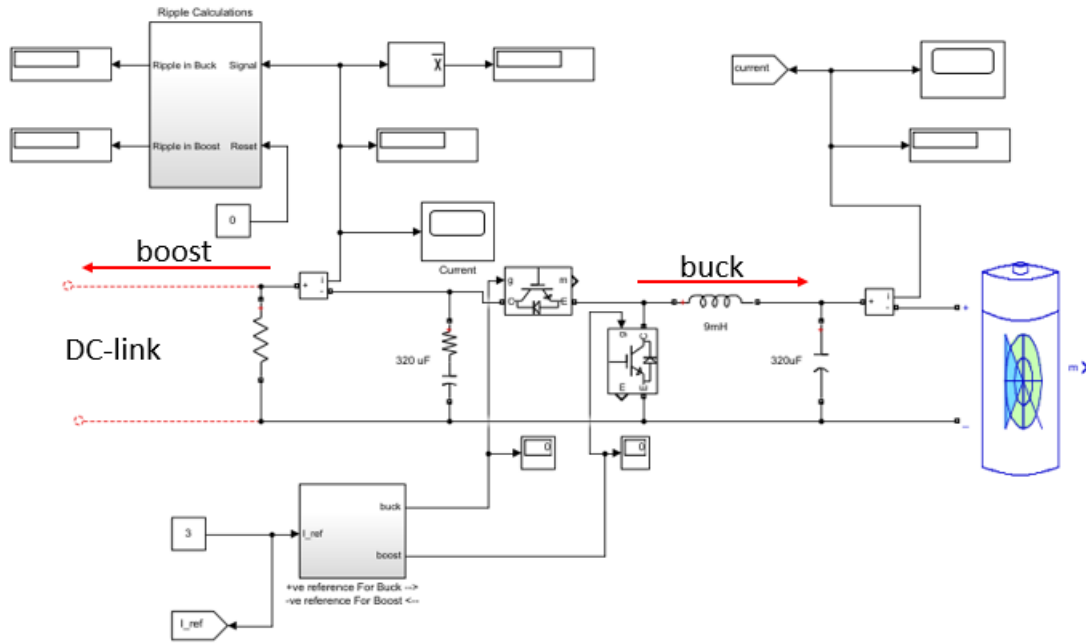 Ripple Calculations
Ripple in Buck
Signal
Ripple in Boost
Reset
x
0
current
boost
Current
g
m
C
E
buck
i
+
-
i
+
-
DC-link
320 uF
g
C
E
E
9mH
320uF
+
m
-
0
0
3
I_ref
buck
boost
+ve reference For Buck -->
-ve reference For Boost <--
I_ref